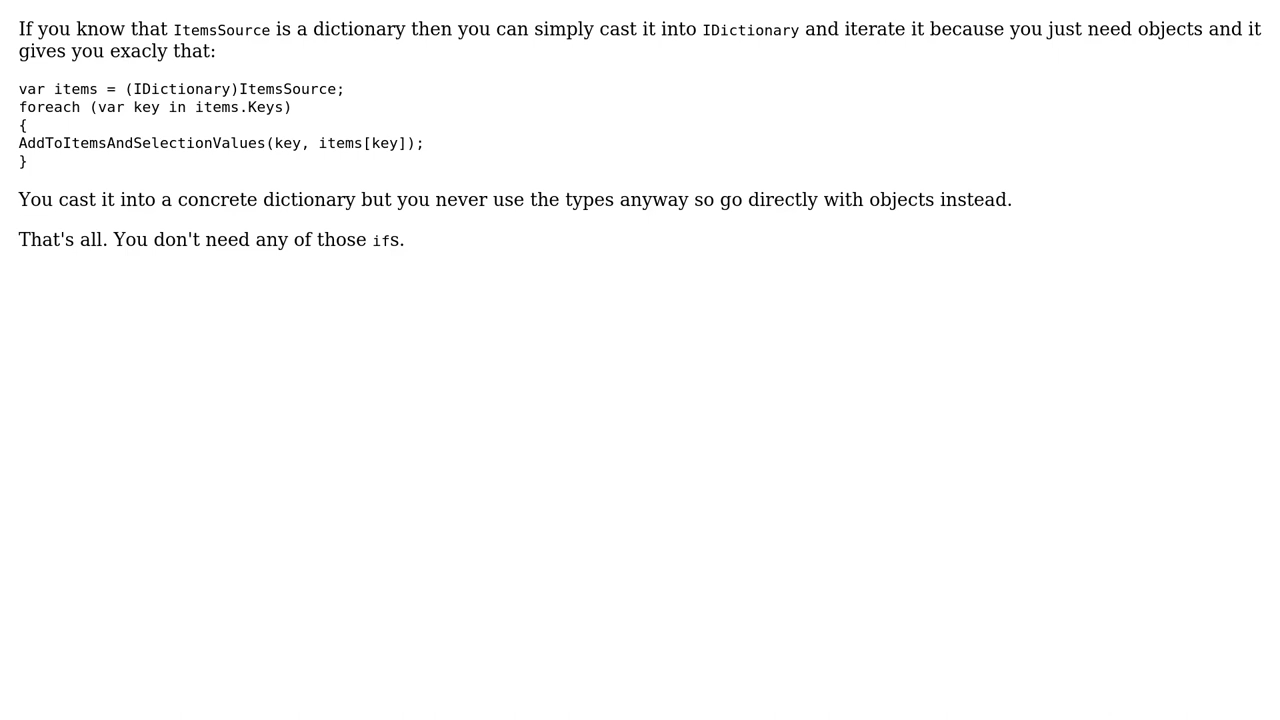 If you know that ItemsSource is a dictionary then you can simply cast it into IDictionary and iterate it because you just need objects and it
gives you exacly that:
var items = (IDictionary)ItemsSource;
foreach (var key in items.Keys)
{
AddToItemsAndSelectionValues(key, items[key]);
}
You cast it into a concrete dictionary but you never use the types anyway so go directly with objects instead.
That's all. You don't need any of those ifs.